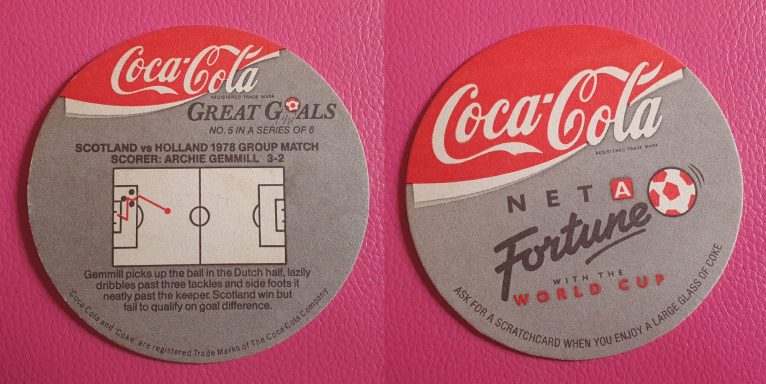 Coca-Cola
REGISTERED TRADE MARK
GREAT GOALS
NO. 5 IN A SERIES OF 6
SCOTLAND vs HOLLAND 1978 GROUP MATCH
SCORER: ARCHIE GEMMILL 3-2
Gemmill picks up the ball in the Dutch half, lazily
dribbles past three tackles and side foots it
neatly past the keeper. Scotland win but
fail to qualify on goal difference.
'Coca Cola and 'Coke' are registered Trade Marks of The Coca-Cola Company
Coca-Cola
REGISTERED TRADE MARK
NET A
Fortune
WITH THE
WORLD CUP
ASK FOR A SCRATCHCARD WHEN YOU ENJOY A LARGE GLASS OF COKE